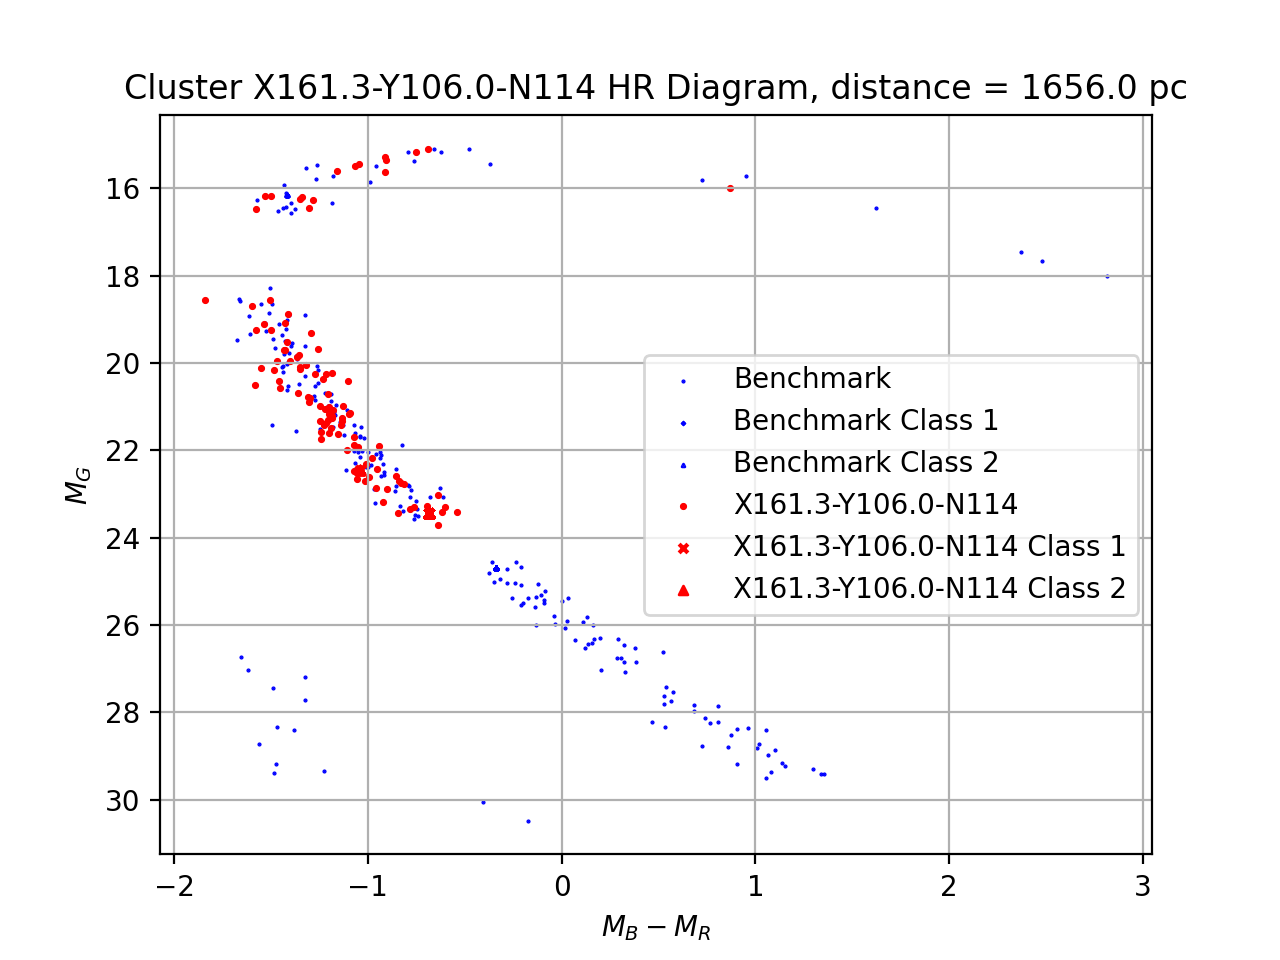 Cluster X161.3-Y106.0-N114 HR Diagram, distance = 1656.0 pc
16
18
20
22
24
26
28
30
M_G
Benchmark
Benchmark Class 1
Benchmark Class 2
X161.3-Y106.0-N114
X161.3-Y106.0-N114 Class 1
X161.3-Y106.0-N114 Class 2
−2 −1 0 1 2 3
M_B − M_R